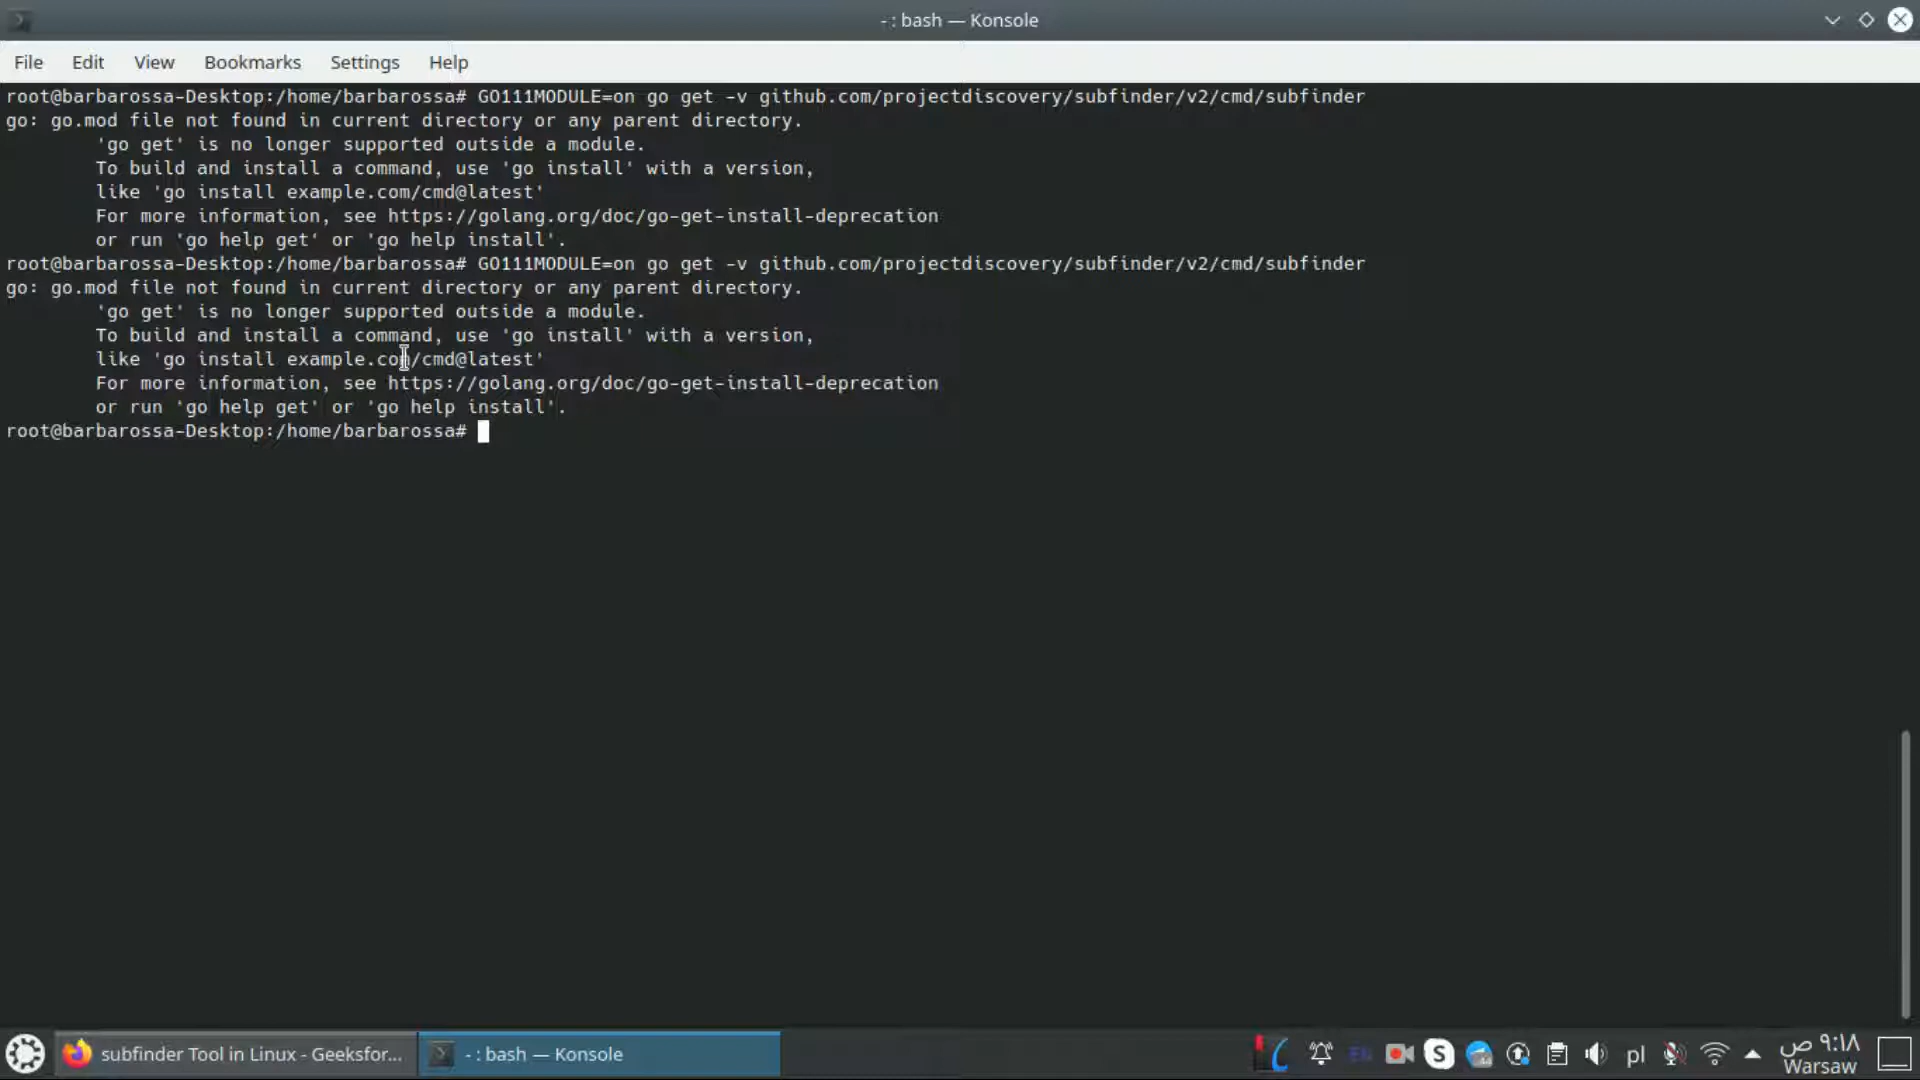 - : bash — Konsole
File Edit View Bookmarks Settings Help
root@barbarossa-Desktop:/home/barbarossa# GO111MODULE=on go get -v github.com/projectdiscovery/subfinder/v2/cmd/subfinder
go: go.mod file not found in current directory or any parent directory.
'go get' is no longer supported outside a module.
To build and install a command, use 'go install' with a version,
like 'go install example.com/cmd@latest'
For more information, see https://golang.org/doc/go-get-install-deprecation
or run 'go help get' or 'go help install'.
root@barbarossa-Desktop:/home/barbarossa# GO111MODULE=on go get -v github.com/projectdiscovery/subfinder/v2/cmd/subfinder
go: go.mod file not found in current directory or any parent directory.
'go get' is no longer supported outside a module.
To build and install a command, use 'go install' with a version,
like 'go install example.com/cmd@latest'
For more information, see https://golang.org/doc/go-get-install-deprecation
or run 'go help get' or 'go help install'.
root@barbarossa-Desktop:/home/barbarossa#
subfinder Tool in Linux - Geeksfor... - : bash — Konsole EN S pl ٩:١٨ ص
Warsaw